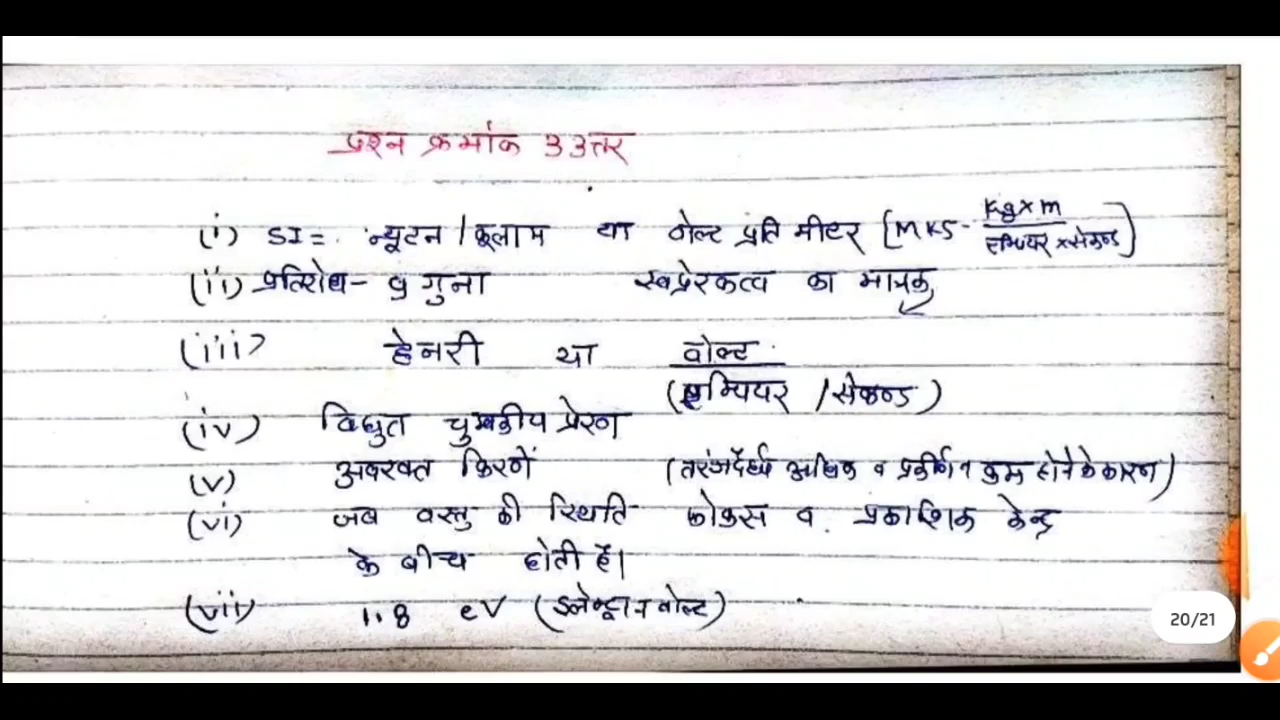 प्रश्न क्रमांक 3 उत्तर
(i) SI = न्यूटन / कूलाम या वोल्ट प्रति मीटर [MKS - kg x m / एम्पियर x सेकण्ड]
(ii) प्रतिरोध - 9 गुना स्वप्रेरकत्व का मात्रक
(iii) हेनरी या वोल्ट
(एम्पियर / सेकण्ड)
(iv) विधुत चुम्बकीय प्रेरण
(v) अवरक्त किरणें (तरंगदैर्ध्य अधिक व प्रकीर्णन कम होने के कारण)
(vi) जब वस्तु की स्थिति फोकस व प्रकाशिक केन्द्र
के बीच होती हैं।
(vii) 1.8 eV (इलेक्ट्रान वोल्ट)
20/21